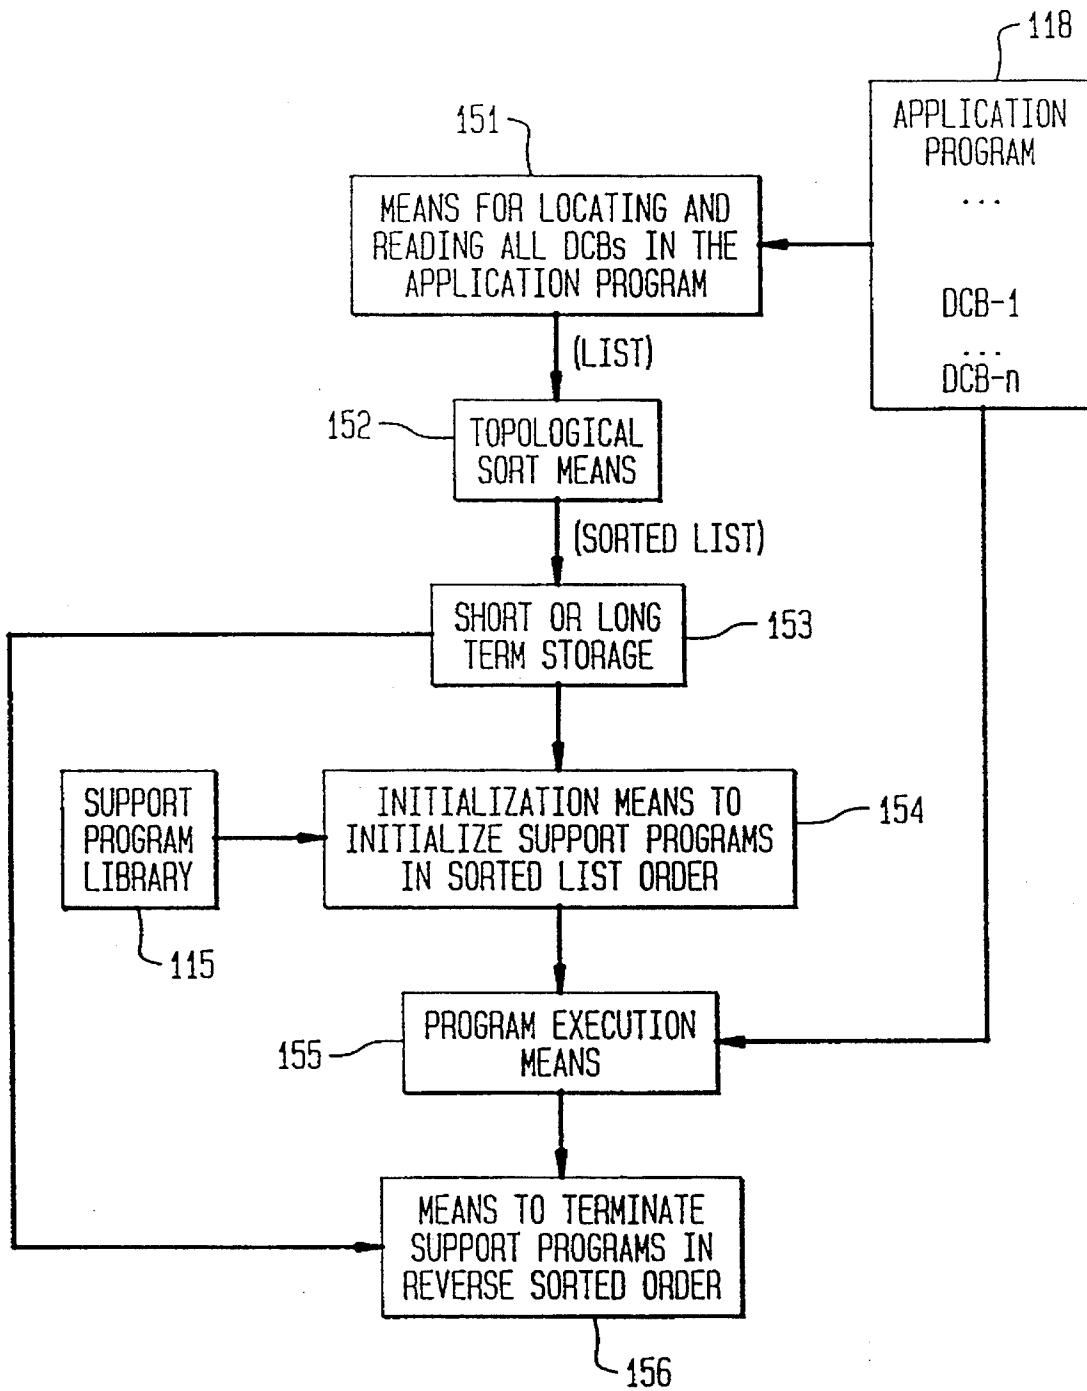 118
APPLICATION
PROGRAM
...
DCB-1
...
DCB-n
151
MEANS FOR LOCATING AND
READING ALL DCBs IN THE
APPLICATION PROGRAM
(LIST)
152
TOPOLOGICAL
SORT MEANS
(SORTED LIST)
SHORT OR LONG
TERM STORAGE
153
SUPPORT
PROGRAM
LIBRARY
115
INITIALIZATION MEANS TO
INITIALIZE SUPPORT PROGRAMS
IN SORTED LIST ORDER
154
155
PROGRAM EXECUTION
MEANS
MEANS TO TERMINATE
SUPPORT PROGRAMS IN
REVERSE SORTED ORDER
156